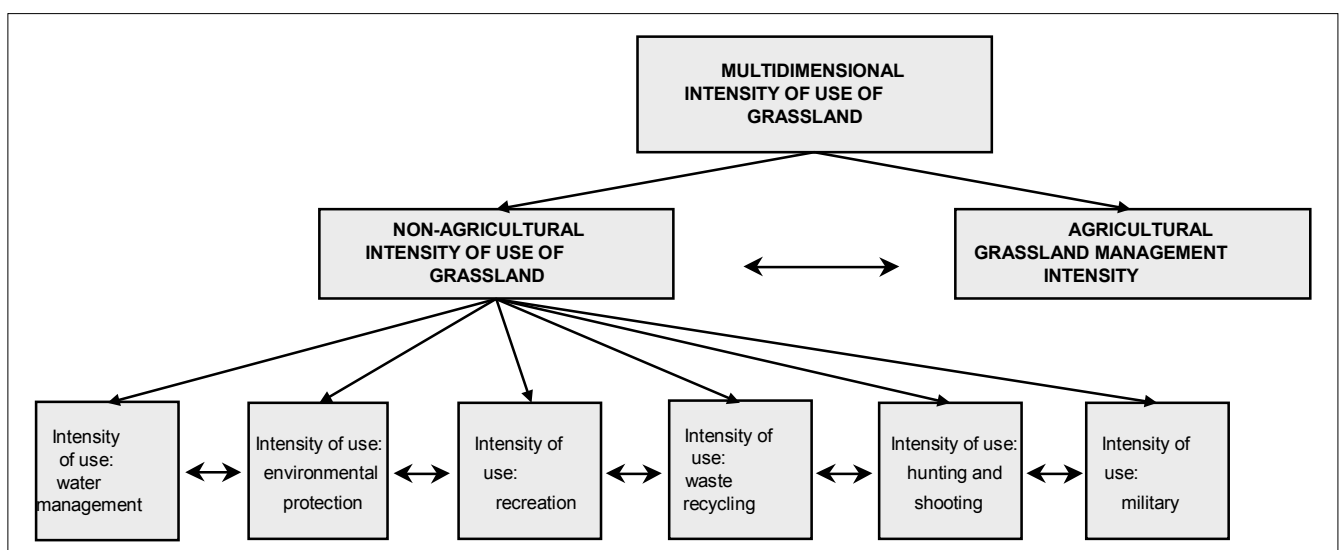 MULTIDIMENSIONAL
INTENSITY OF USE OF
GRASSLAND
NON-AGRICULTURAL
INTENSITY OF USE OF
GRASSLAND
AGRICULTURAL
GRASSLAND MANAGEMENT
INTENSITY
Intensity
of use:
water
management
Intensity of use:
environmental
protection
Intensity of
use:
recreation
Intensity of
use:
waste
recycling
Intensity of use:
hunting and
shooting
Intensity of
use:
military